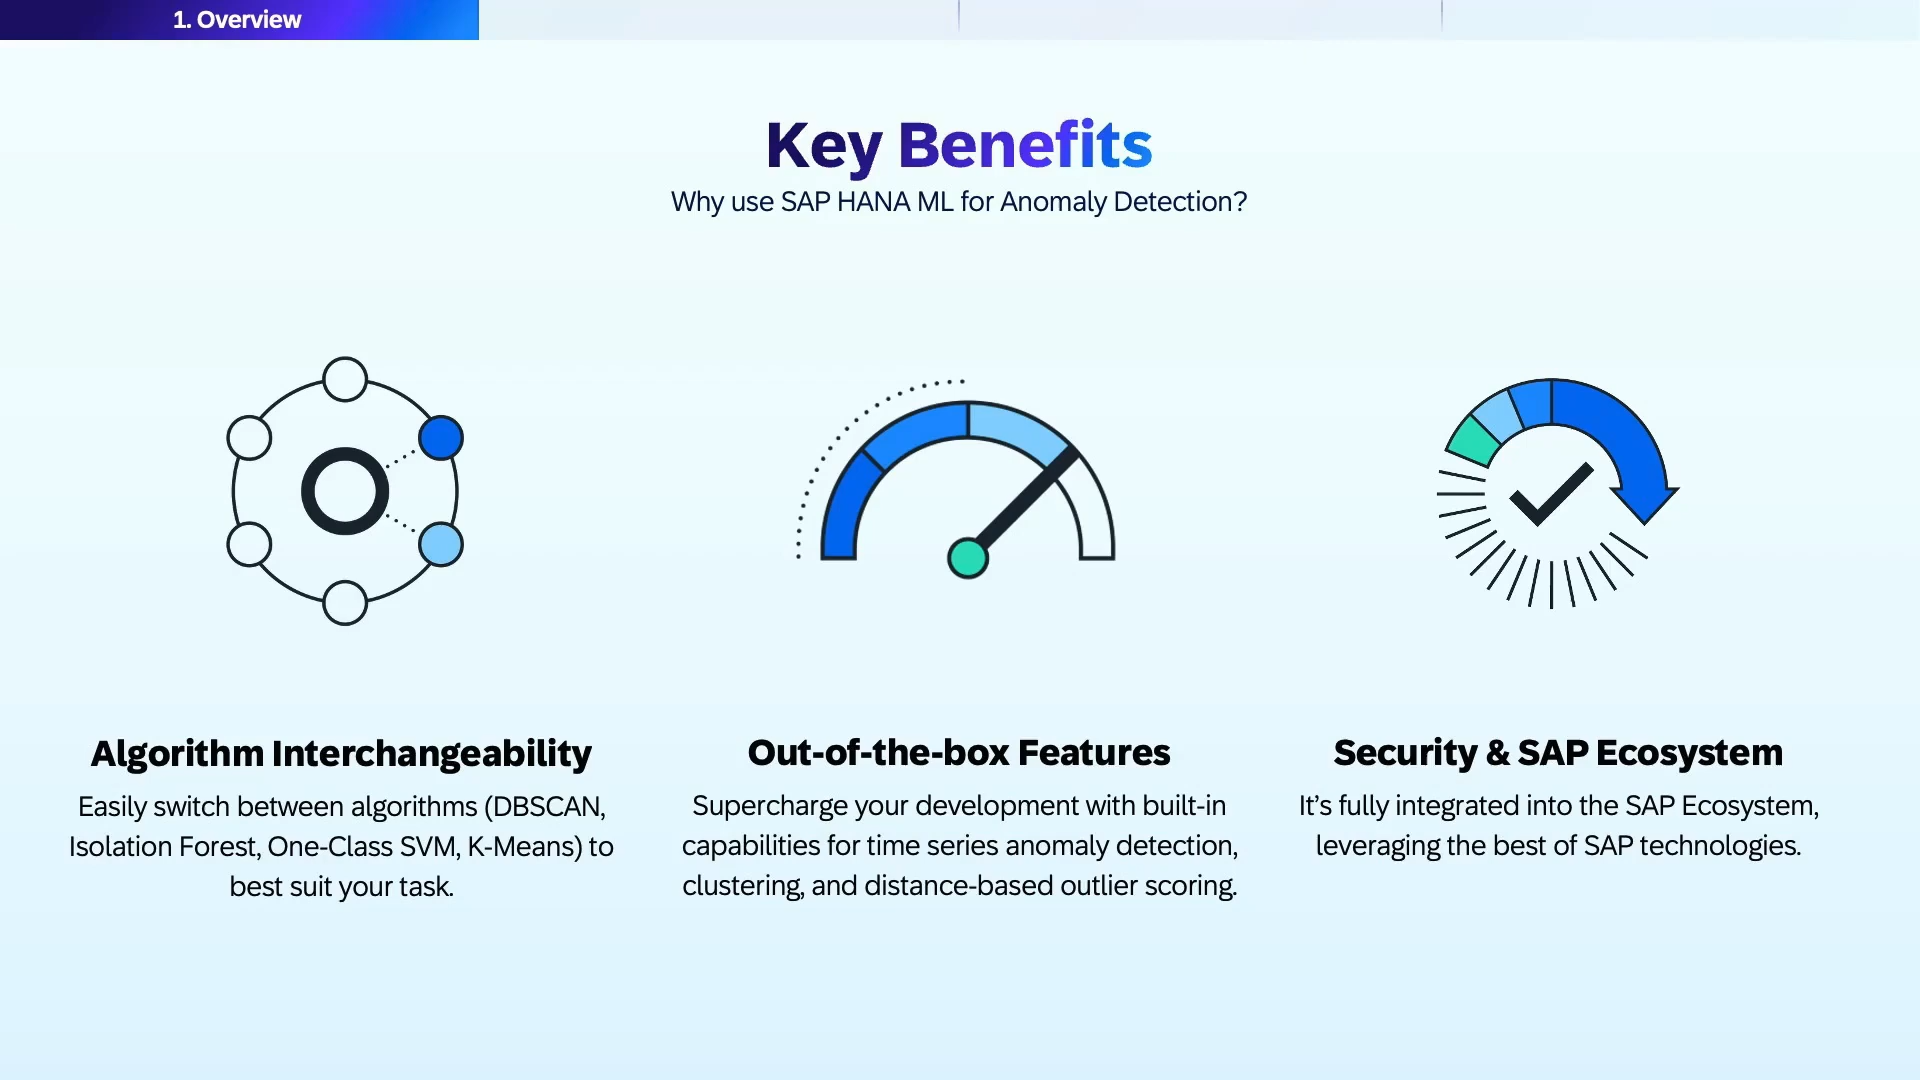 1. Overview
Key Benefits
Why use SAP HANA ML for Anomaly Detection?
Algorithm Interchangeability
Easily switch between algorithms (DBSCAN,
Isolation Forest, One-Class SVM, K-Means) to
best suit your task.
Out-of-the-box Features
Supercharge your development with built-in
capabilities for time series anomaly detection,
clustering, and distance-based outlier scoring.
Security & SAP Ecosystem
It’s fully integrated into the SAP Ecosystem,
leveraging the best of SAP technologies.